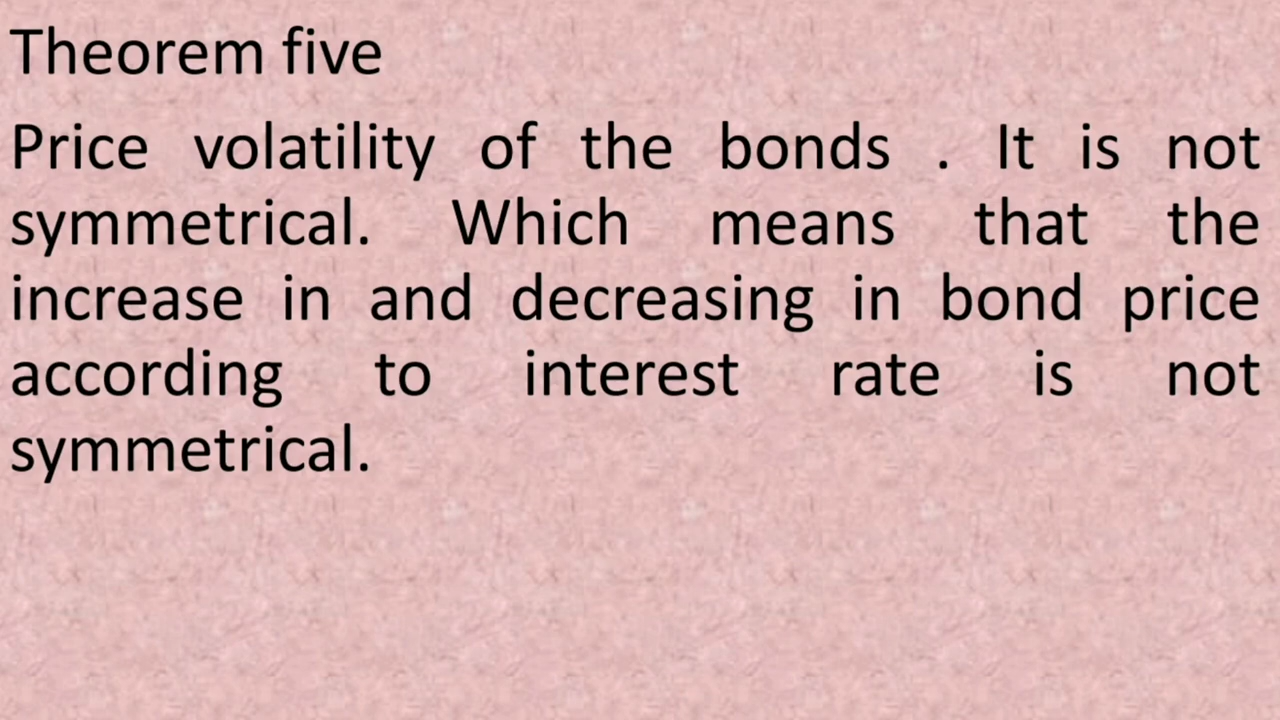 Theorem five
Price volatility of the bonds . It is not
symmetrical. Which means that the
increase in and decreasing in bond price
according to interest rate is not
symmetrical.